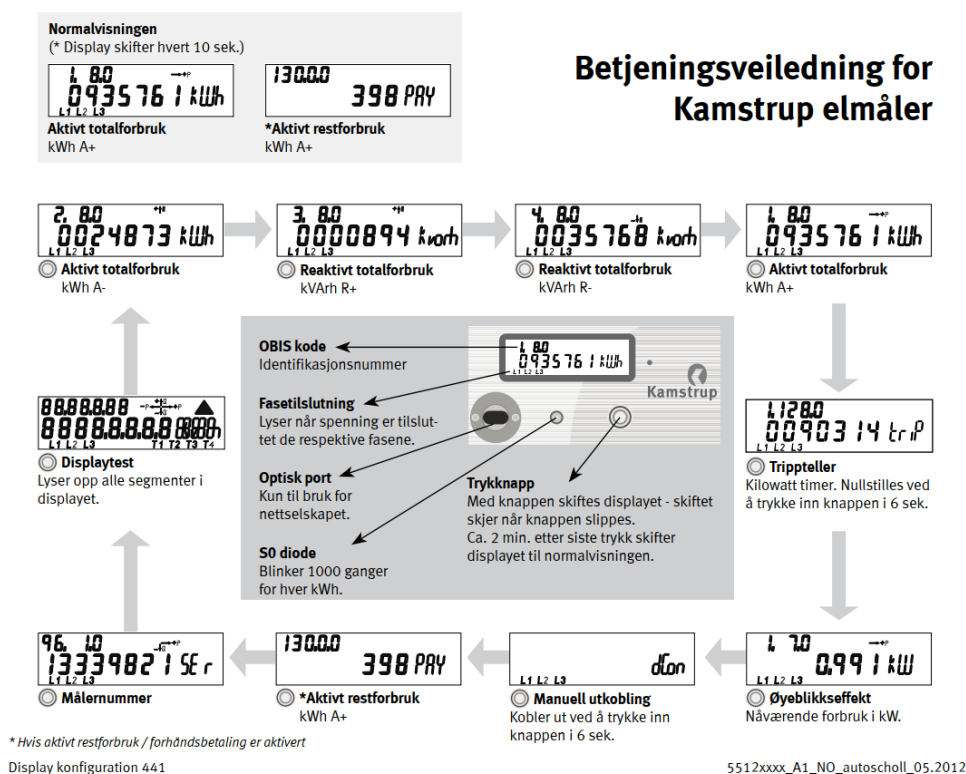 Normalvisningen
(* Display skifter hvert 10 sek.)
Betjeningsveiledning for
Kamstrup elmåler
1. 8.0
0935761 kWh
L1 L2 L3
Aktivt totalforbruk
kWh A+
130.0.0
398 PAY
*Aktivt restforbruk
kWh A+
2. 8.0
0024873 kWh
L1 L2 L3
Aktivt totalforbruk
kWh A-
3. 8.0
0000894 kvarh
L1 L2 L3
Reaktivt totalforbruk
kVArh R+
4. 8.0
0035768 kvarh
L1 L2 L3
Reaktivt totalforbruk
kVArh R-
1. 8.0
0935761 kWh
L1 L2 L3
Aktivt totalforbruk
kWh A+
OBIS kode
Identifikasjonsnummer
Fasetilslutning
Lyser når spenning er tilslut-
tet de respektive fasene.
Optisk port
Kun til bruk for
nettselskapet.
S0 diode
Blinker 1000 ganger
for hver kWh.
1. 8.0
0935761 kWh
L1 L2 L3
Kamstrup
Trykknapp
Med knappen skiftes displayet - skiftet
skjer når knappen slippes.
Ca. 2 min. etter siste trykk skifter
displayet til normalvisningen.
88.88.8.88
8888.8.8.8.8
L1 L2 L3 T1 T2 T3 T4
Displaytest
Lyser opp alle segmenter i
displayet.
1.128.0
0090314 triP
L1 L2 L3
Trippteller
Kilowatt timer. Nullstilles ved
å trykke inn knappen i 6 sek.
96. 1.0
13339821 SEr
L1 L2 L3
Målernummer
130.0.0
398 PAY
*Aktivt restforbruk
kWh A+
dCon
L1 L2 L3
Manuell utkobling
Kobler ut ved å trykke inn
knappen i 6 sek.
1. 7.0
0.991 kW
L1 L2 L3
Øyeblikkseffekt
Nåværende forbruk i kW.
* Hvis aktivt restforbruk / forhåndsbetaling er aktivert
Display konfiguration 441
5512xxxx_A1_NO_autoscholl_05.2012